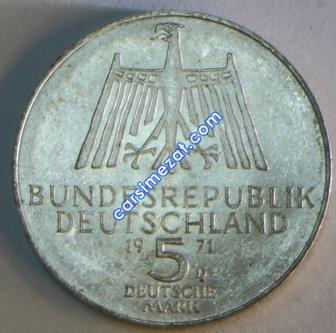 carsimezat.com
BUNDESREPUBLIK
DEUTSCHLAND
19 71
5
D
DEUTSCHE
MARK